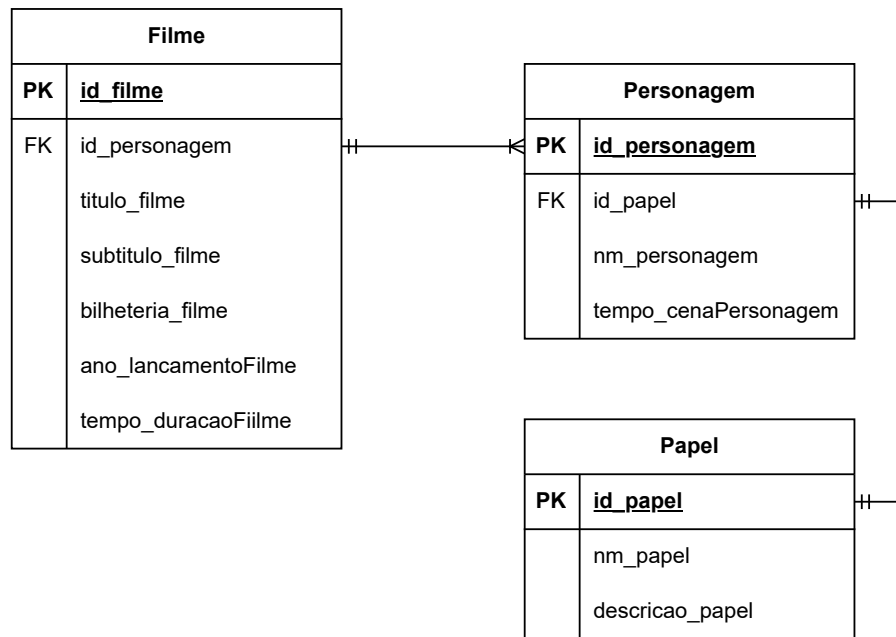 Filme
PK id_filme
FK id_personagem
titulo_filme
subtitulo_filme
bilheteria_filme
ano_lancamentoFilme
tempo_duracaoFiilme
Personagem
PK id_personagem
FK id_papel
nm_personagem
tempo_cenaPersonagem
Papel
PK id_papel
nm_papel
descricao_papel